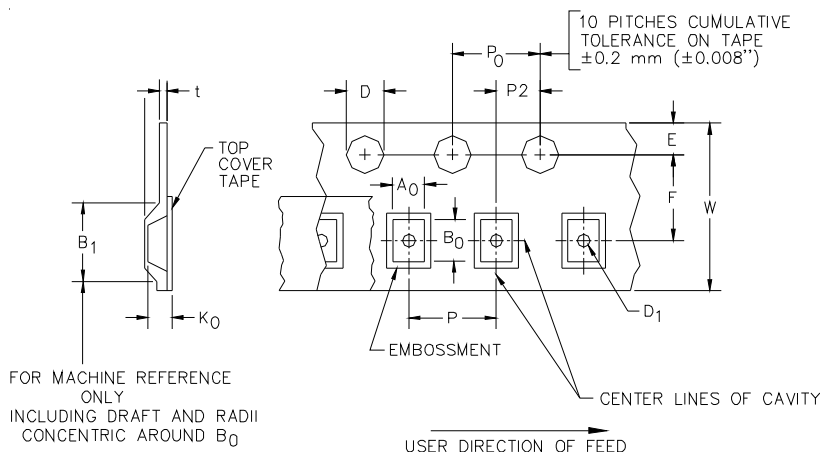 10 PITCHES CUMULATIVE
TOLERANCE ON TAPE
±0.2 mm (±0.008")
P0
D
P2
t
E
TOP
COVER
TAPE
A0
F
W
B1
B0
K0
P
D1
EMBOSSMENT
FOR MACHINE REFERENCE
ONLY
INCLUDING DRAFT AND RADII
CONCENTRIC AROUND B0
CENTER LINES OF CAVITY
USER DIRECTION OF FEED